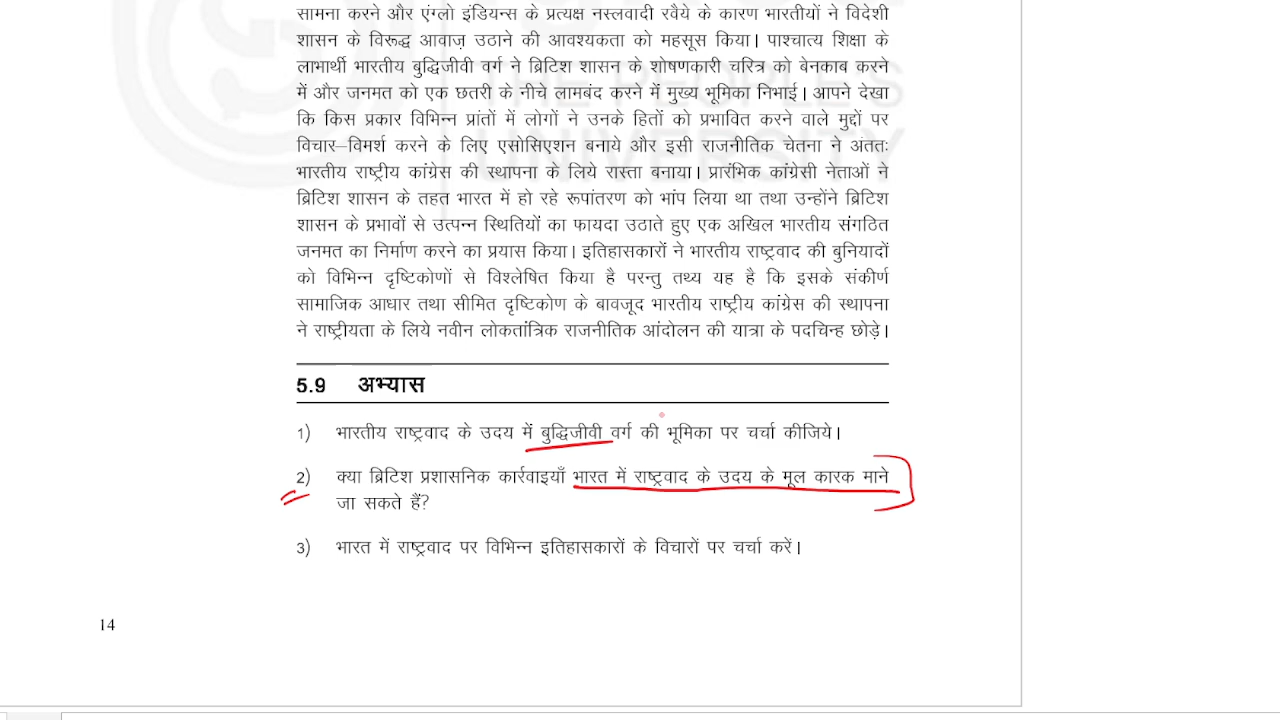 सामना करने और एंग्लो इंडियन्स के प्रत्यक्ष नस्लवादी रवैये के कारण भारतीयों ने विदेशी
शासन के विरूद्ध आवाज़ उठाने की आवश्यकता को महसूस किया। पाश्चात्य शिक्षा के
लाभार्थी भारतीय बुद्धिजीवी वर्ग ने ब्रिटिश शासन के शोषणकारी चरित्र को बेनकाब करने
में और जनमत को एक छतरी के नीचे लामबंद करने में मुख्य भूमिका निभाई। आपने देखा
कि किस प्रकार विभिन्न प्रांतों में लोगों ने उनके हितों को प्रभावित करने वाले मुद्दों पर
विचार–विमर्श करने के लिए एसोसिएशन बनाये और इसी राजनीतिक चेतना ने अंततः
भारतीय राष्ट्रीय कांग्रेस की स्थापना के लिये रास्ता बनाया। प्रारंभिक कांग्रेसी नेताओं ने
ब्रिटिश शासन के तहत भारत में हो रहे रूपांतरण को भांप लिया था तथा उन्होंने ब्रिटिश
शासन के प्रभावों से उत्पन्न स्थितियों का फायदा उठाते हुए एक अखिल भारतीय संगठित
जनमत का निर्माण करने का प्रयास किया। इतिहासकारों ने भारतीय राष्ट्रवाद की बुनियादों
को विभिन्न दृष्टिकोणों से विश्लेषित किया है परन्तु तथ्य यह है कि इसके संकीर्ण
सामाजिक आधार तथा सीमित दृष्टिकोण के बावजूद भारतीय राष्ट्रीय कांग्रेस की स्थापना
ने राष्ट्रीयता के लिये नवीन लोकतांत्रिक राजनीतिक आंदोलन की यात्रा के पदचिन्ह छोड़े।
THE PEOPLE'S
UNIVERSITY
5.9 अभ्यास
1) भारतीय राष्ट्रवाद के उदय में बुद्धिजीवी वर्ग की भूमिका पर चर्चा कीजिये।
2) क्या ब्रिटिश प्रशासनिक कार्रवाइयाँ भारत में राष्ट्रवाद के उदय के मूल कारक माने
जा सकते हैं?
3) भारत में राष्ट्रवाद पर विभिन्न इतिहासकारों के विचारों पर चर्चा करें।
14